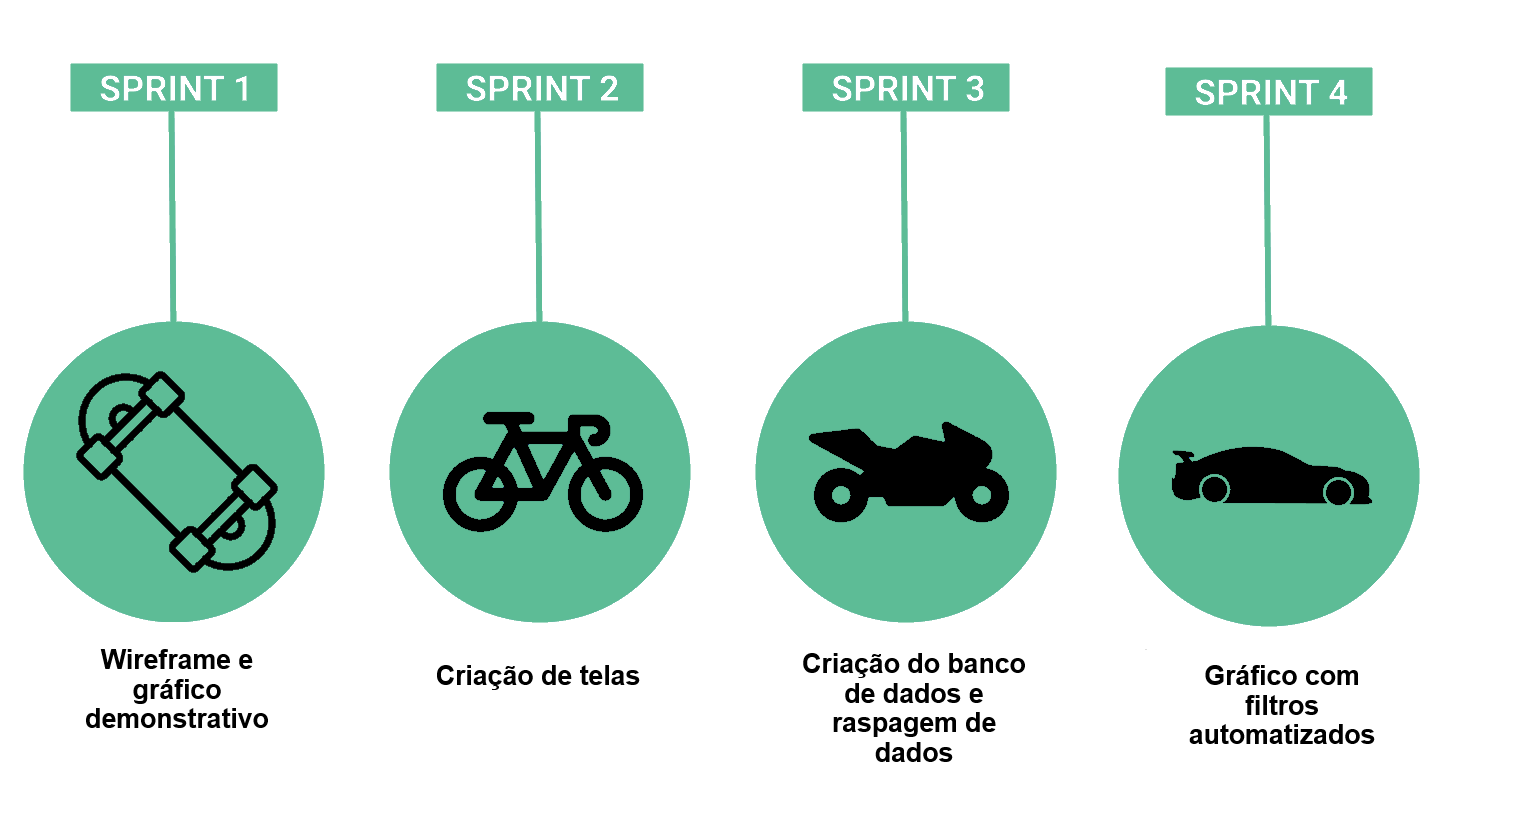 SPRINT 1
SPRINT 2
SPRINT 3
SPRINT 4
Wireframe e
gráfico
demonstrativo
Criação de telas
Criação do banco
de dados e
raspagem de
dados
Gráfico com
filtros
automatizados